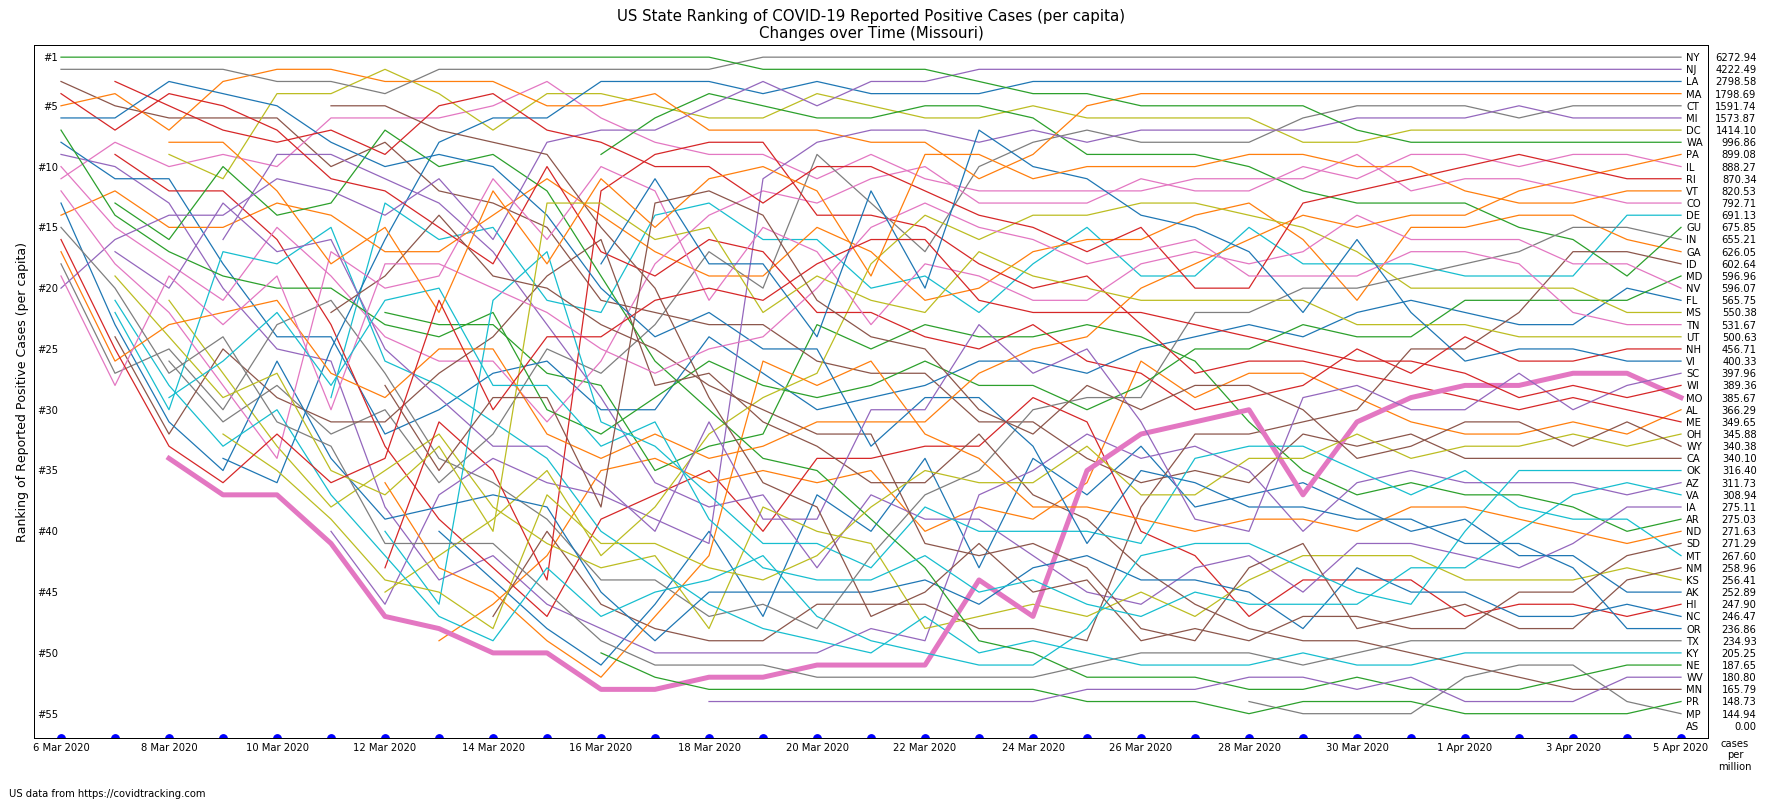 US State Ranking of COVID-19 Reported Positive Cases (per capita)
Changes over Time (Missouri)
Ranking of Reported Positive Cases (per capita)
#1
#5
#10
#15
#20
#25
#30
#35
#40
#45
#50
#55
NY 6272.94
NJ 4222.49
LA 2798.58
MA 1798.69
CT 1591.74
MI 1573.87
DC 1414.10
WA 996.86
PA 899.08
IL 888.27
RI 870.34
VT 820.53
CO 792.71
DE 691.13
GU 675.85
IN 655.21
GA 626.05
ID 602.64
MD 596.96
NV 596.07
FL 565.75
MS 550.38
TN 531.67
UT 500.63
NH 456.71
VI 400.33
SC 397.96
WI 389.36
MO 385.67
AL 366.29
ME 349.65
OH 345.88
WY 340.38
CA 340.10
OK 316.40
AZ 311.73
VA 308.94
IA 275.11
AR 275.03
ND 271.63
SD 271.29
MT 267.60
NM 258.96
KS 256.41
AK 252.89
HI 247.90
NC 246.47
OR 236.86
TX 234.93
KY 205.25
NE 187.65
WV 180.80
MN 165.79
PR 148.73
MP 144.94
AS 0.00
6 Mar 2020 8 Mar 2020 10 Mar 2020 12 Mar 2020 14 Mar 2020 16 Mar 2020 18 Mar 2020 20 Mar 2020 22 Mar 2020 24 Mar 2020 26 Mar 2020 28 Mar 2020 30 Mar 2020 1 Apr 2020 3 Apr 2020 5 Apr 2020
cases
per
million
US data from https://covidtracking.com